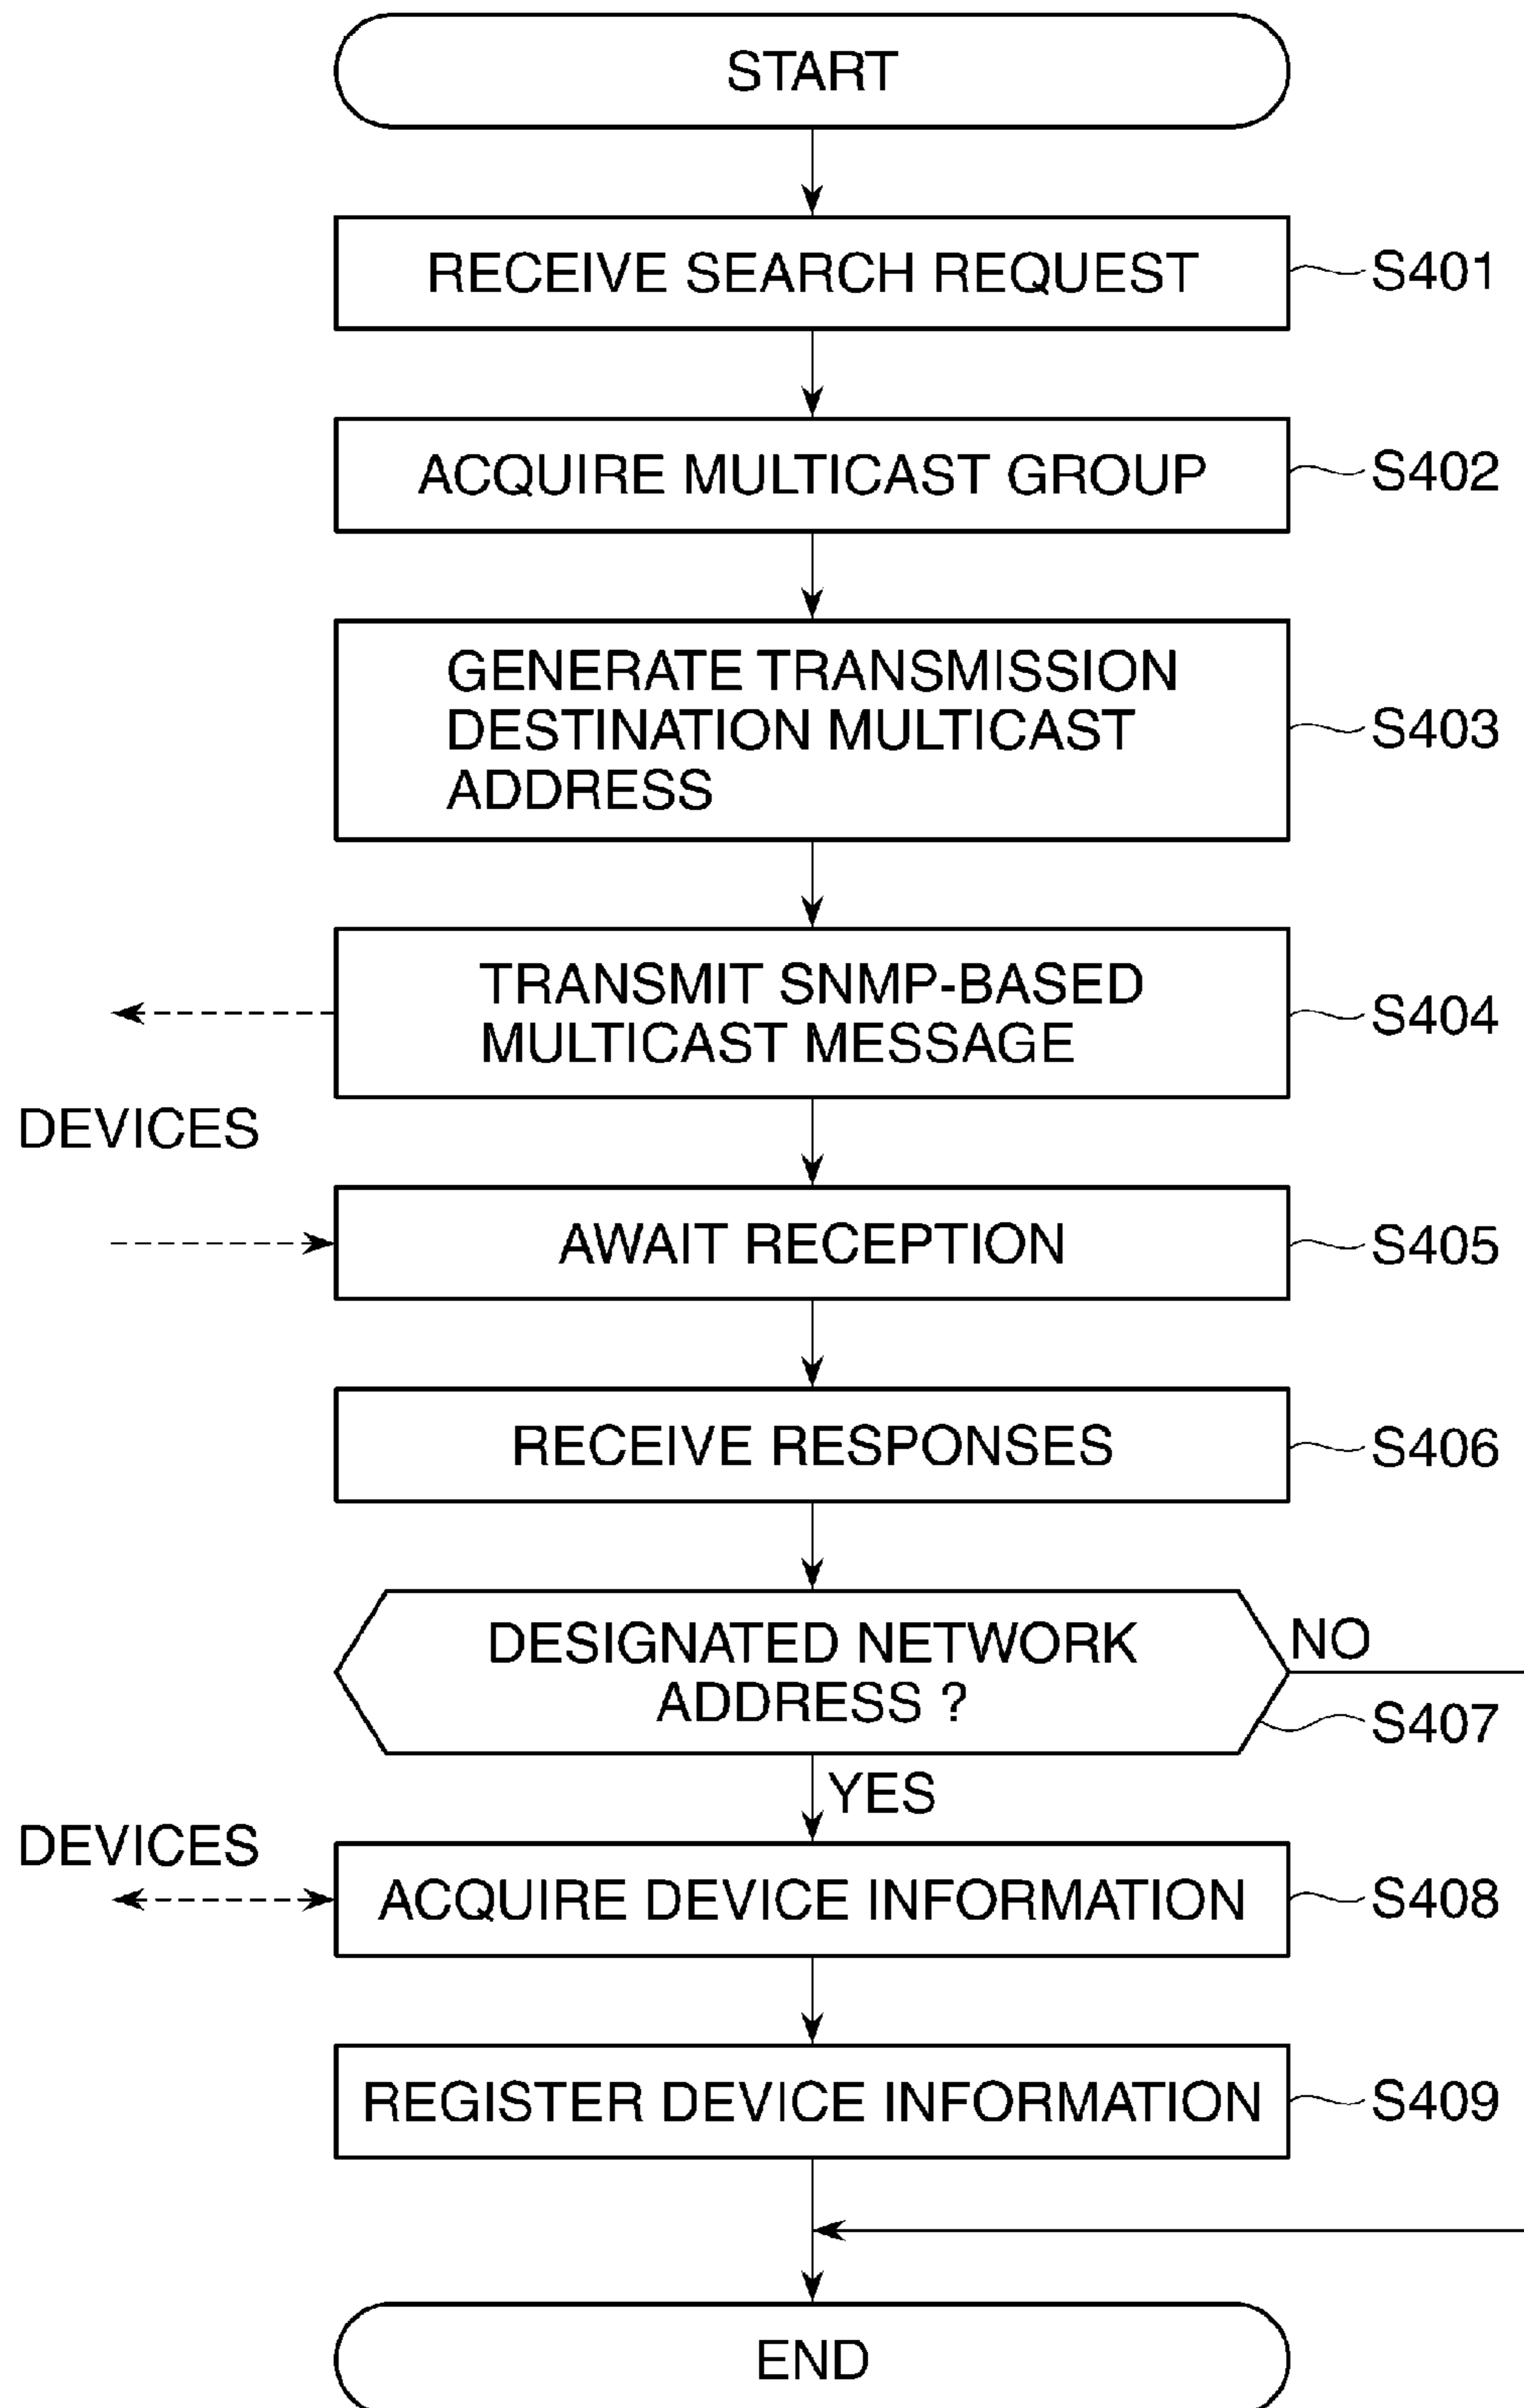 START
RECEIVE SEARCH REQUEST
S401
ACQUIRE MULTICAST GROUP
S402
GENERATE TRANSMISSION
DESTINATION MULTICAST
ADDRESS
S403
TRANSMIT SNMP-BASED
MULTICAST MESSAGE
S404
DEVICES
AWAIT RECEPTION
S405
RECEIVE RESPONSES
S406
DESIGNATED NETWORK
ADDRESS ?
NO
S407
YES
DEVICES
ACQUIRE DEVICE INFORMATION
S408
REGISTER DEVICE INFORMATION
S409
END